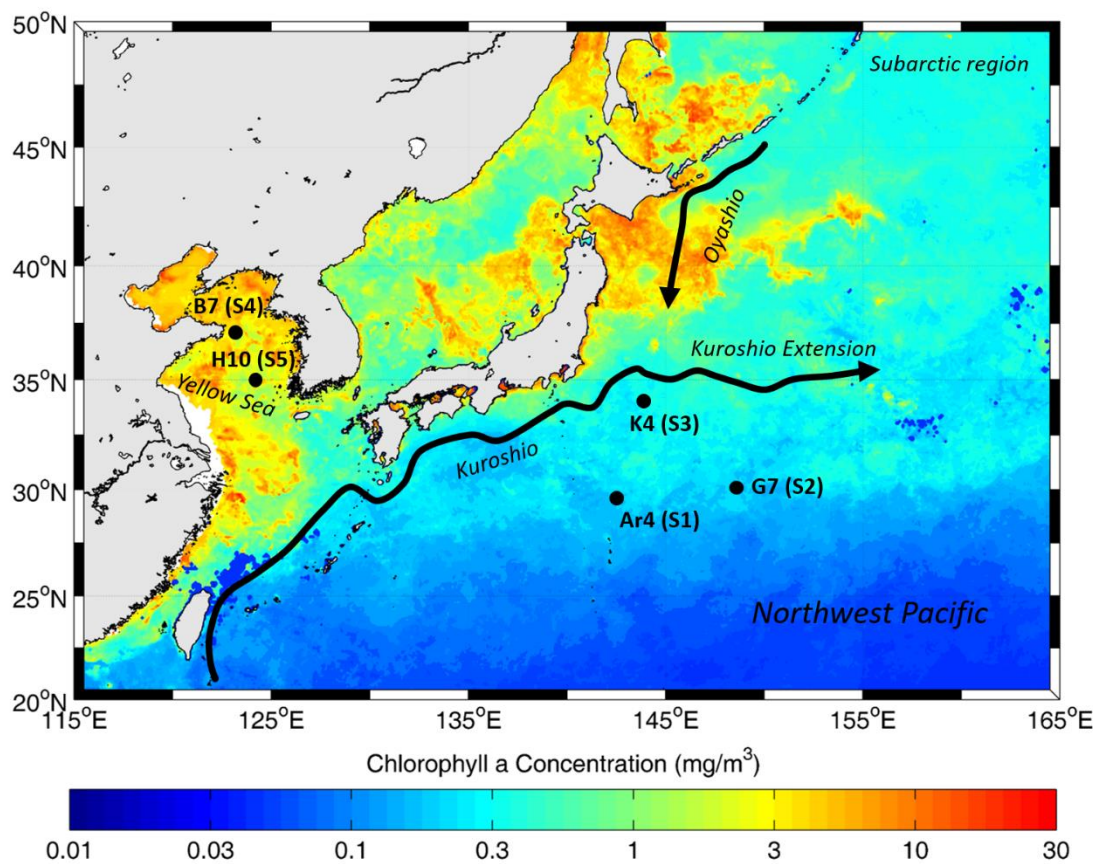 50°N
45°N
40°N
35°N
30°N
25°N
20°N
Subarctic region
Oyashio
B7 (S4)
H10 (S5)
Yellow Sea
Kuroshio Extension
K4 (S3)
Kuroshio
G7 (S2)
Ar4 (S1)
Northwest Pacific
115°E
125°E
135°E
145°E
155°E
165°E
Chlorophyll a Concentration (mg/m³)
0.01
0.03
0.1
0.3
1
3
10
30